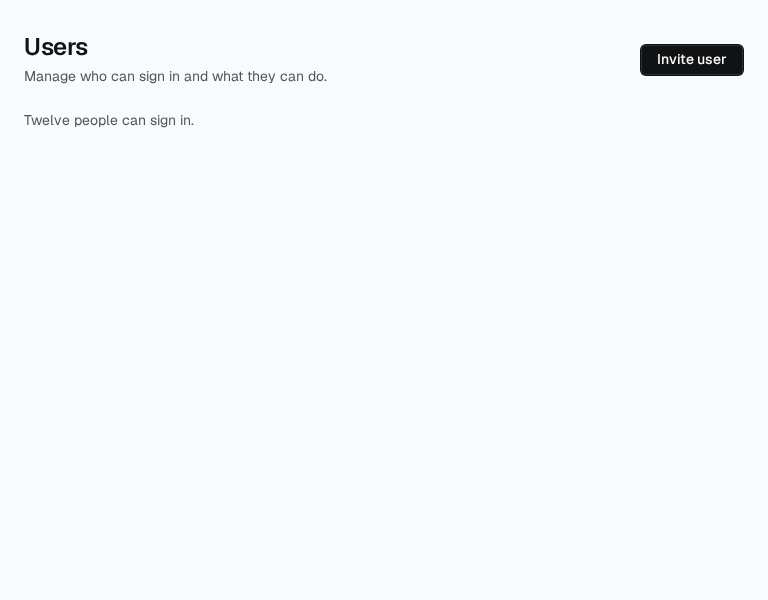 Users
Manage who can sign in and what they can do.
Invite user
Twelve people can sign in.